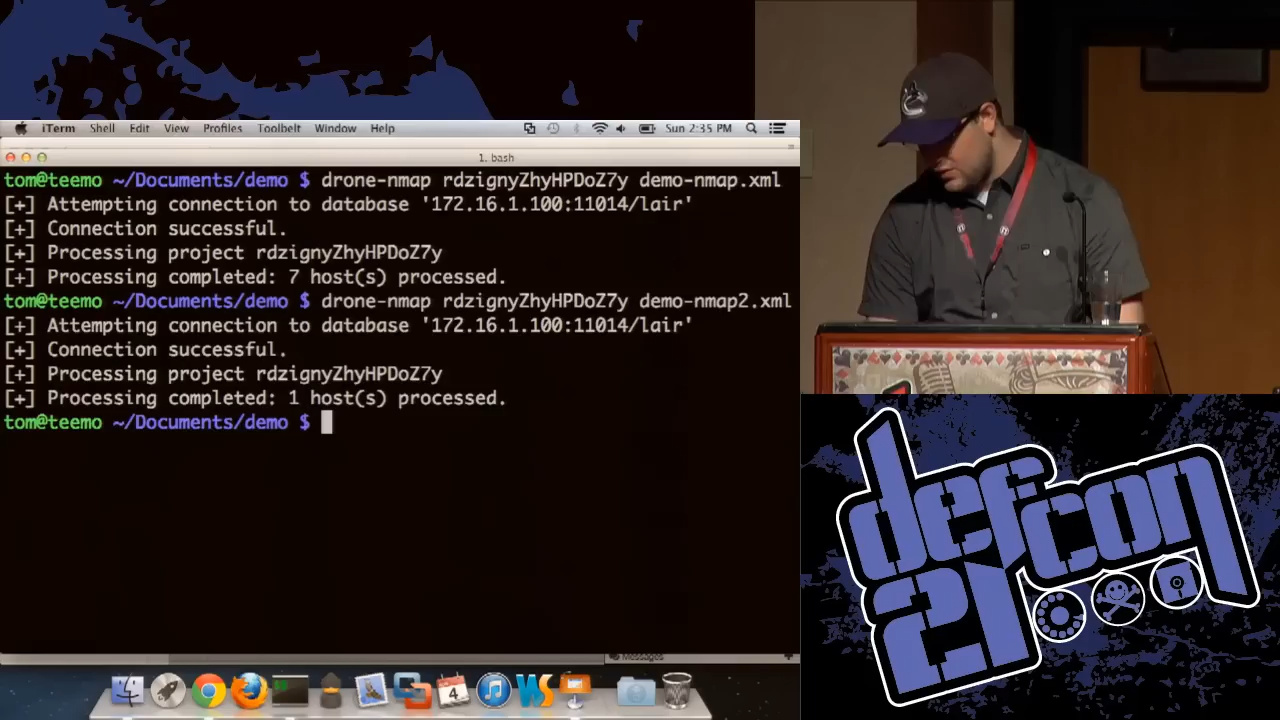 iTerm Shell Edit View Profiles Toolbelt Window Help Sun 2:35 PM
1. bash
tom@teemo ~/Documents/demo $ drone-nmap rdzignyZhyHPDoZ7y demo-nmap.xml
[+] Attempting connection to database '172.16.1.100:11014/lair'
[+] Connection successful.
[+] Processing project rdzignyZhyHPDoZ7y
[+] Processing completed: 7 host(s) processed.
tom@teemo ~/Documents/demo $ drone-nmap rdzignyZhyHPDoZ7y demo-nmap2.xml
[+] Attempting connection to database '172.16.1.100:11014/lair'
[+] Connection successful.
[+] Processing project rdzignyZhyHPDoZ7y
[+] Processing completed: 1 host(s) processed.
tom@teemo ~/Documents/demo $
Messages
4
WS
defcon
21